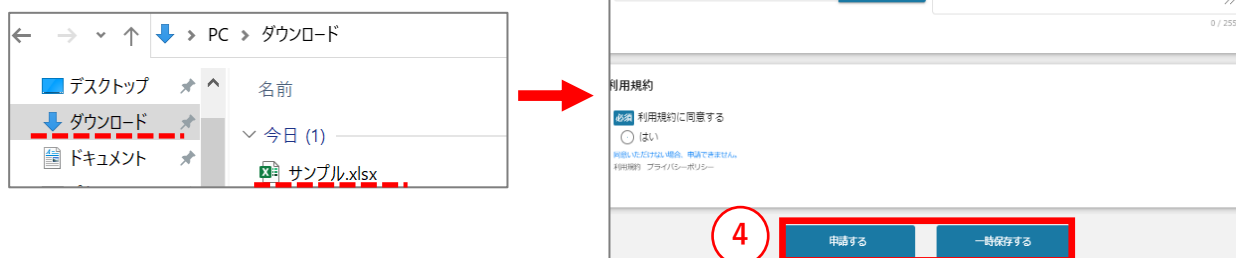 PC > ダウンロード
デスクトップ
ダウンロード
ドキュメント
名前
今日 (1)
サンプル.xlsx
0 / 255
利用規約
必須 利用規約に同意する
はい
同意いただけない場合、申請できません。
利用規約 プライバシーポリシー
4
申請する
一時保存する